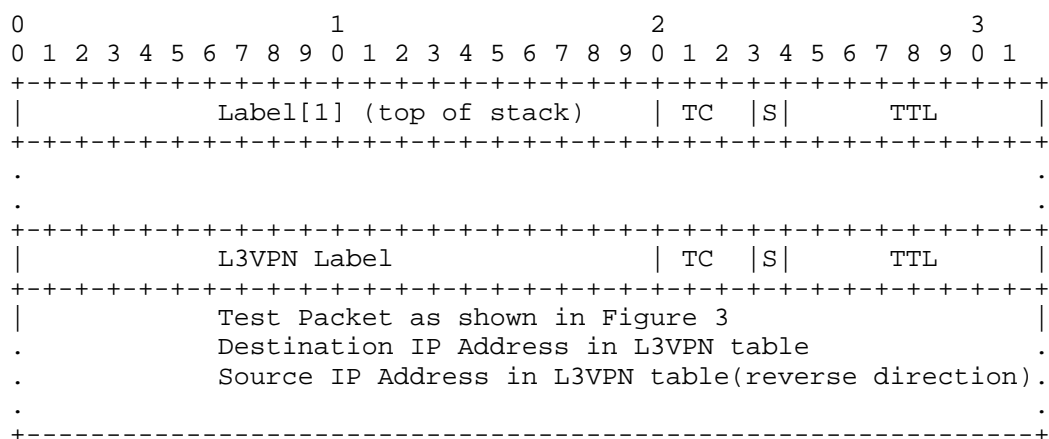 0                   1                   2                   3
0 1 2 3 4 5 6 7 8 9 0 1 2 3 4 5 6 7 8 9 0 1 2 3 4 5 6 7 8 9 0 1
+-+-+-+-+-+-+-+-+-+-+-+-+-+-+-+-+-+-+-+-+-+-+-+-+-+-+-+-+-+-+-+-+
|            Label[1] (top of stack)    | TC  |S|      TTL      |
+-+-+-+-+-+-+-+-+-+-+-+-+-+-+-+-+-+-+-+-+-+-+-+-+-+-+-+-+-+-+-+-+
.                                                               .
.                                                               .
+-+-+-+-+-+-+-+-+-+-+-+-+-+-+-+-+-+-+-+-+-+-+-+-+-+-+-+-+-+-+-+-+
|            L3VPN Label                | TC  |S|      TTL      |
+-+-+-+-+-+-+-+-+-+-+-+-+-+-+-+-+-+-+-+-+-+-+-+-+-+-+-+-+-+-+-+-+
|            Test Packet as shown in Figure 3                   |
.            Destination IP Address in L3VPN table              .
.            Source IP Address in L3VPN table(reverse direction).
.                                                               .
+---------------------------------------------------------------+